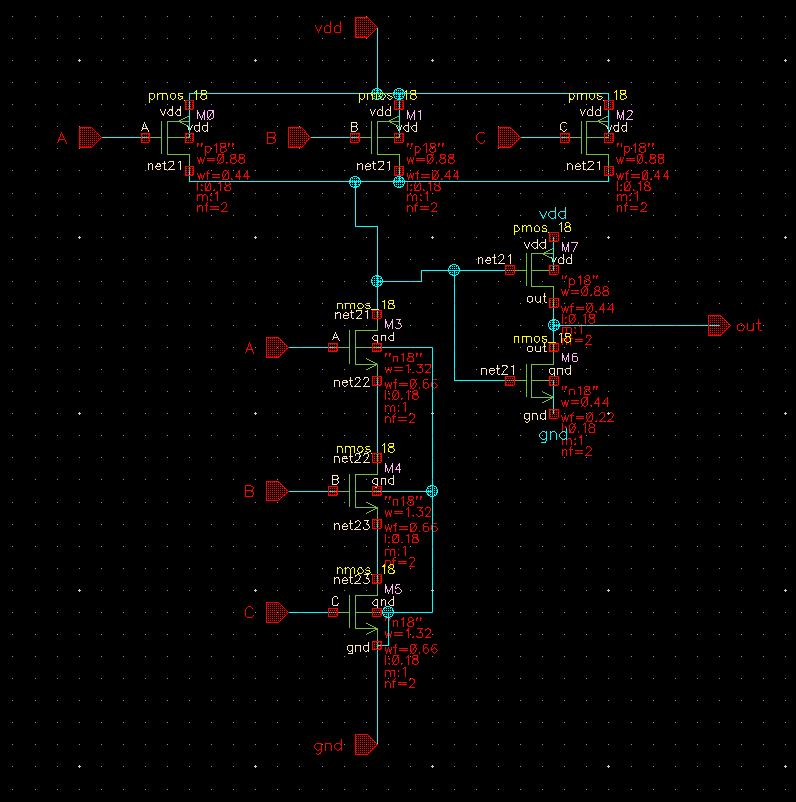 vdd
pmos_18
vdd
M0
A
A
vdd
net21
"p18"
w=0.88
wf=0.44
l:0.18
m:1
nf=2
pmos_18
vdd
M1
B
B
vdd
net21
"p18"
w=0.88
wf=0.44
l:0.18
m:1
nf=2
pmos_18
vdd
M2
C
C
vdd
net21
"p18"
w=0.88
wf=0.44
l:0.18
m:1
nf=2
vdd
pmos_18
vdd
M7
net21
vdd
out
"p18"
w=0.88
wf=0.44
l:0.18
m:1
nf=2
out
nmos_18
out
M6
net21
gnd
gnd
"n18"
w=0.44
wf=0.22
l:0.18
m:1
nf=2
gnd
nmos_18
net21
M3
A
A
gnd
net22
"n18"
w=1.32
wf=0.66
l:0.18
m:1
nf=2
nmos_18
net22
M4
B
B
gnd
net23
"n18"
w=1.32
wf=0.66
l:0.18
m:1
nf=2
nmos_18
net23
M5
C
C
gnd
gnd
"n18"
w=1.32
wf=0.66
l:0.18
m:1
nf=2
gnd